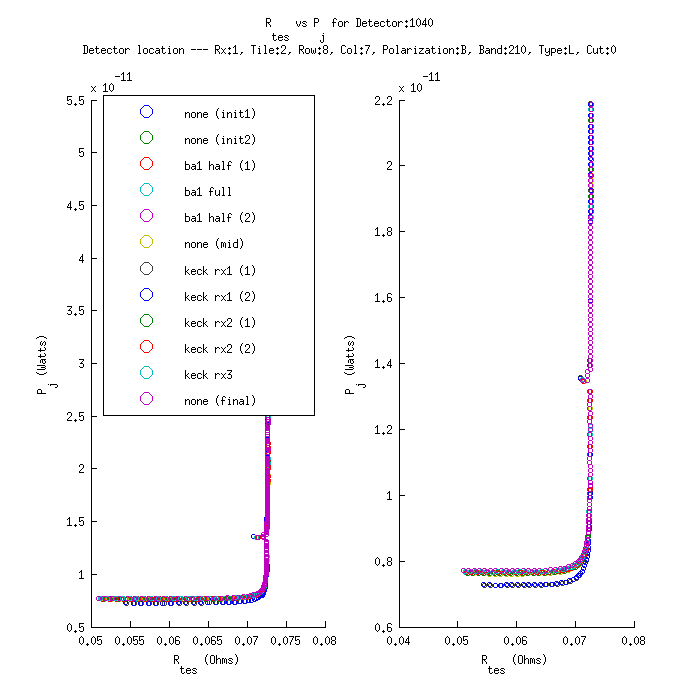 R tes vs P j for Detector:1040
Detector location --- Rx:1, Tile:2, Row:8, Col:7, Polarization:B, Band:210, Type:L, Cut:0
x 10 -11
5.5
5
4.5
4
3.5
3
2.5
2
1.5
1
0.5
P j (Watts)
none (init1)
none (init2)
ba1 half (1)
ba1 full
ba1 half (2)
none (mid)
keck rx1 (1)
keck rx1 (2)
keck rx2 (1)
keck rx2 (2)
keck rx3
none (final)
0.05 0.055 0.06 0.065 0.07 0.075 0.08
R tes (Ohms)
x 10 -11
2.2
2
1.8
1.6
1.4
1.2
1
0.8
0.6
P j (Watts)
0.04 0.05 0.06 0.07 0.08
R tes (Ohms)